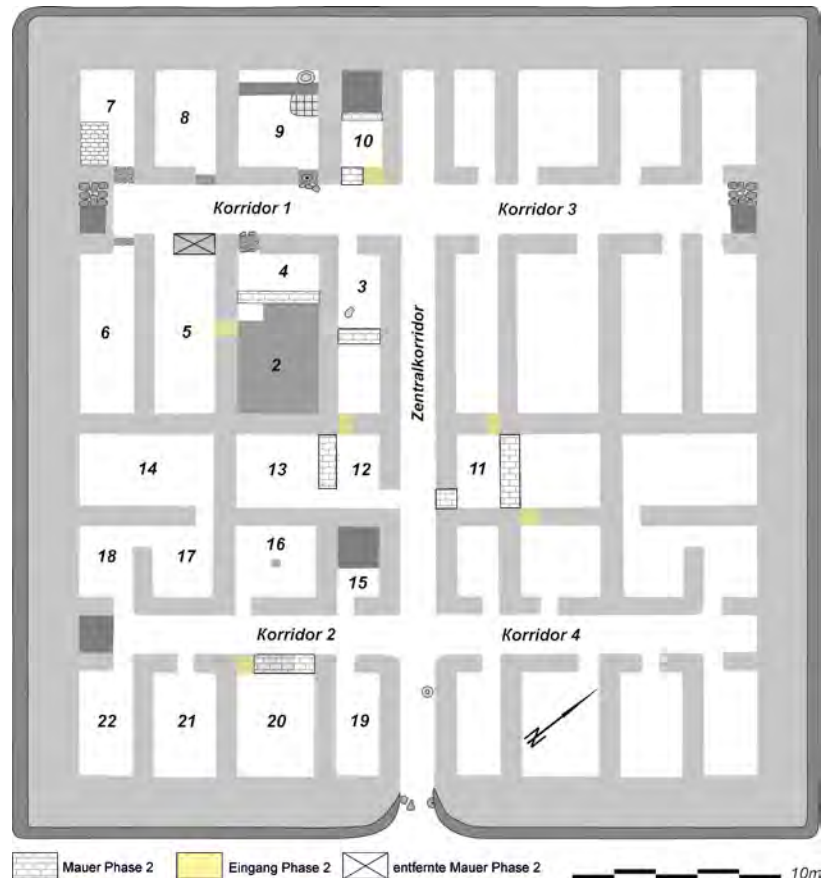 7
8
9
10
Korridor 1
Korridor 3
4
3
6
5
2
Zentralkorridor
14
13
12
11
18
17
16
15
Korridor 2
Korridor 4
22
21
20
19
N
Mauer Phase 2
Eingang Phase 2
entfernte Mauer Phase 2
10m